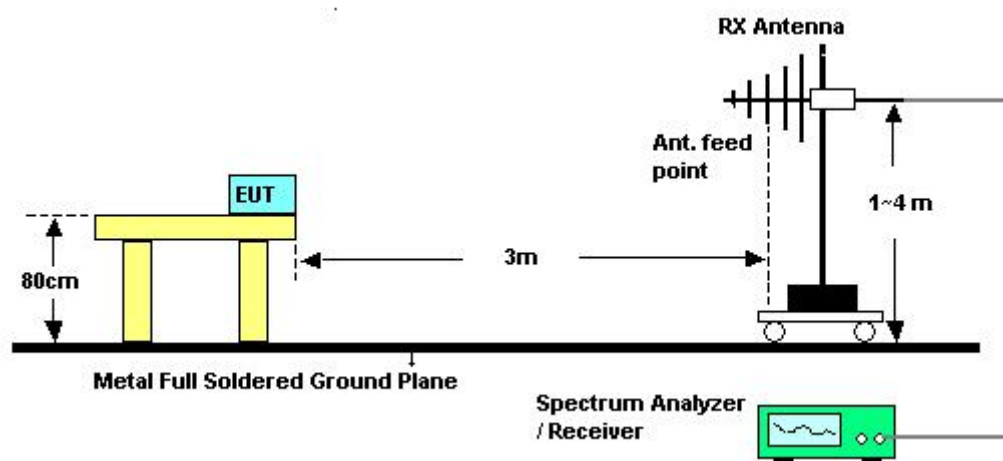 RX Antenna
Ant. feed
point
EUT
1~4 m
3m
80cm
Metal Full Soldered Ground Plane
Spectrum Analyzer
/ Receiver